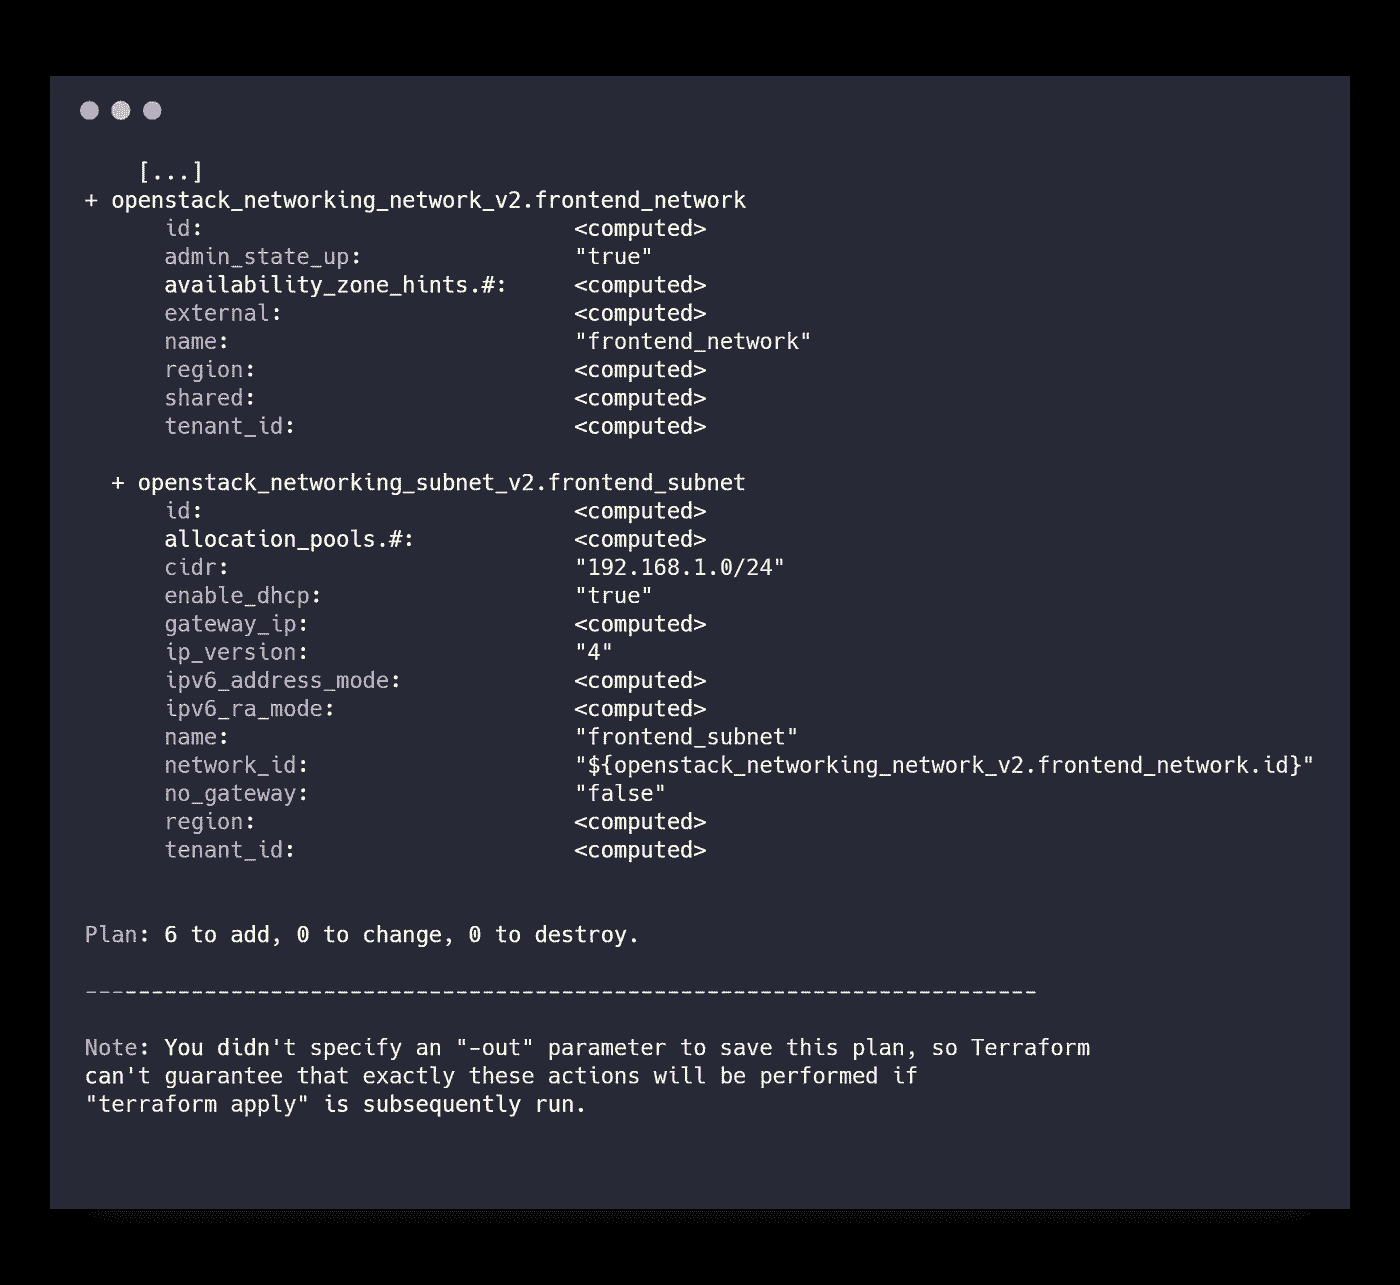 [...]
+ openstack_networking_network_v2.frontend_network
id: <computed>
admin_state_up: "true"
availability_zone_hints.#: <computed>
external: <computed>
name: "frontend_network"
region: <computed>
shared: <computed>
tenant_id: <computed>
+ openstack_networking_subnet_v2.frontend_subnet
id: <computed>
allocation_pools.#: <computed>
cidr: "192.168.1.0/24"
enable_dhcp: "true"
gateway_ip: <computed>
ip_version: "4"
ipv6_address_mode: <computed>
ipv6_ra_mode: <computed>
name: "frontend_subnet"
network_id: "${openstack_networking_network_v2.frontend_network.id}"
no_gateway: "false"
region: <computed>
tenant_id: <computed>
Plan: 6 to add, 0 to change, 0 to destroy.
------------------------------------------------------------------------
Note: You didn't specify an "-out" parameter to save this plan, so Terraform
can't guarantee that exactly these actions will be performed if
"terraform apply" is subsequently run.